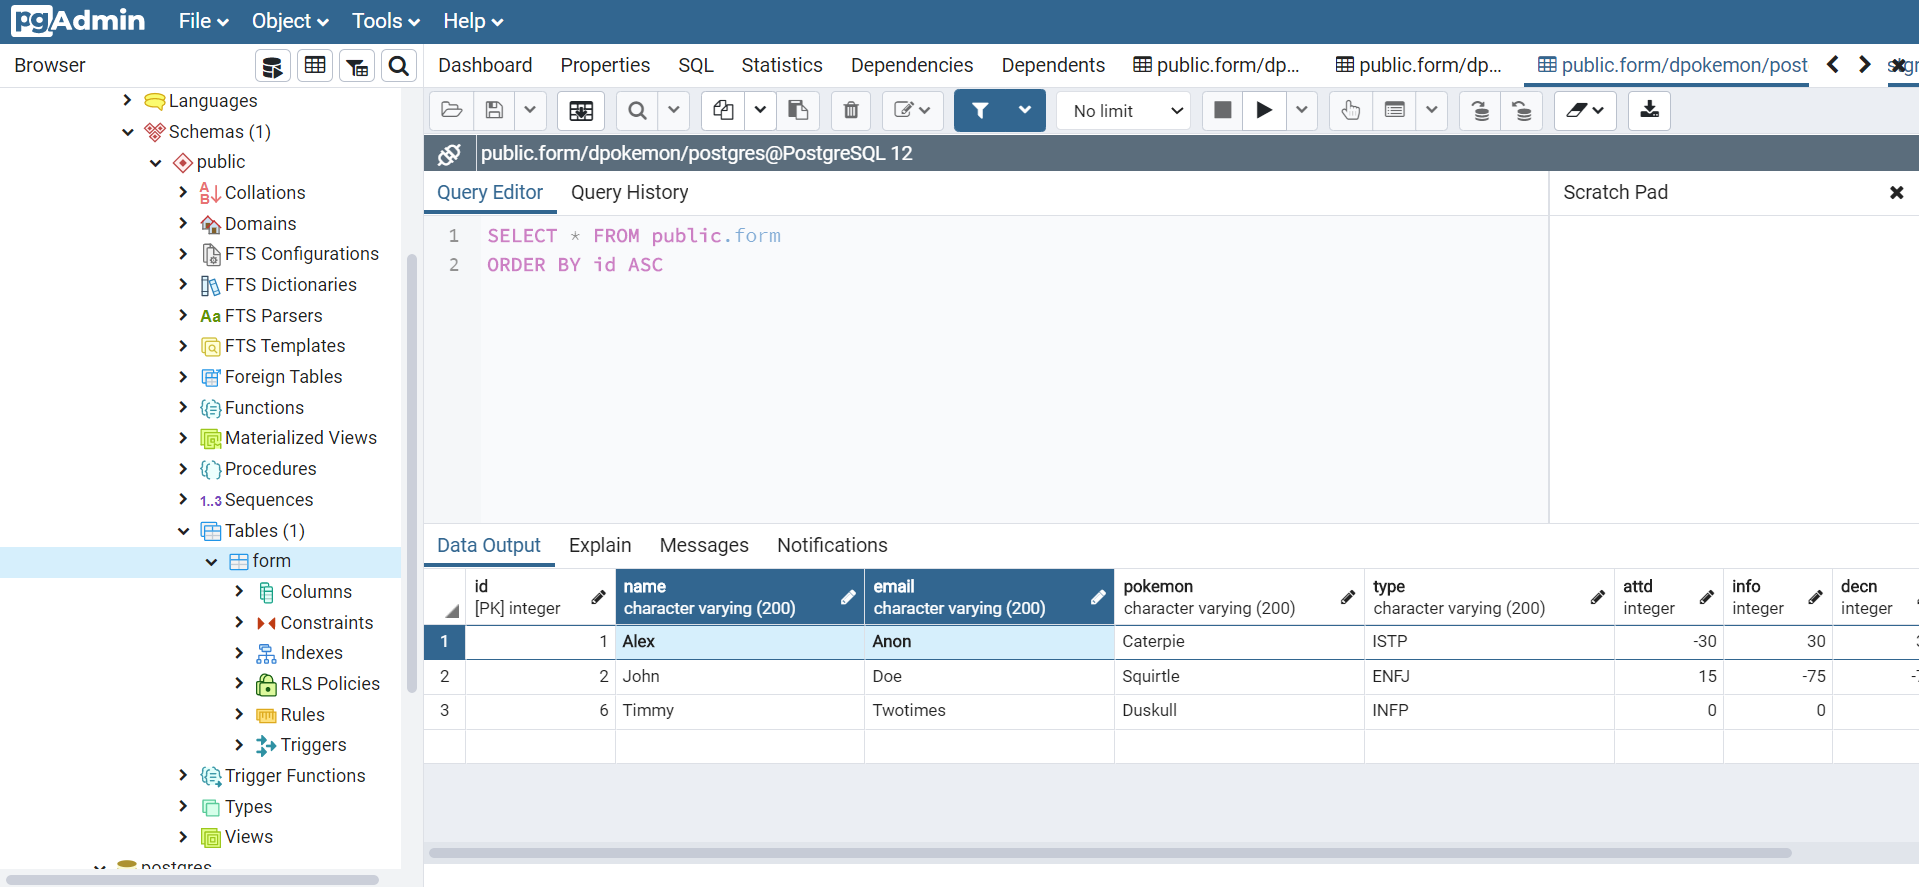 pgAdmin File Object Tools Help
Browser
Dashboard Properties SQL Statistics Dependencies Dependents public.form/dp... public.form/dp... public.form/dpokemon/post
No limit
public.form/dpokemon/postgres@PostgreSQL 12
Query Editor Query History
Scratch Pad
1 SELECT * FROM public.form
2 ORDER BY id ASC
Languages
Schemas (1)
public
Collations
Domains
FTS Configurations
FTS Dictionaries
Aa FTS Parsers
FTS Templates
Foreign Tables
Functions
Materialized Views
Procedures
1..3 Sequences
Tables (1)
form
Columns
Constraints
Indexes
RLS Policies
Rules
Triggers
Trigger Functions
Types
Views
postgres
Data Output Explain Messages Notifications
id name email pokemon type attd info decn
[PK] integer character varying (200) character varying (200) character varying (200) character varying (200) integer integer integer
1 1 Alex Anon Caterpie ISTP -30 30
2 2 John Doe Squirtle ENFJ 15 -75
3 6 Timmy Twotimes Duskull INFP 0 0